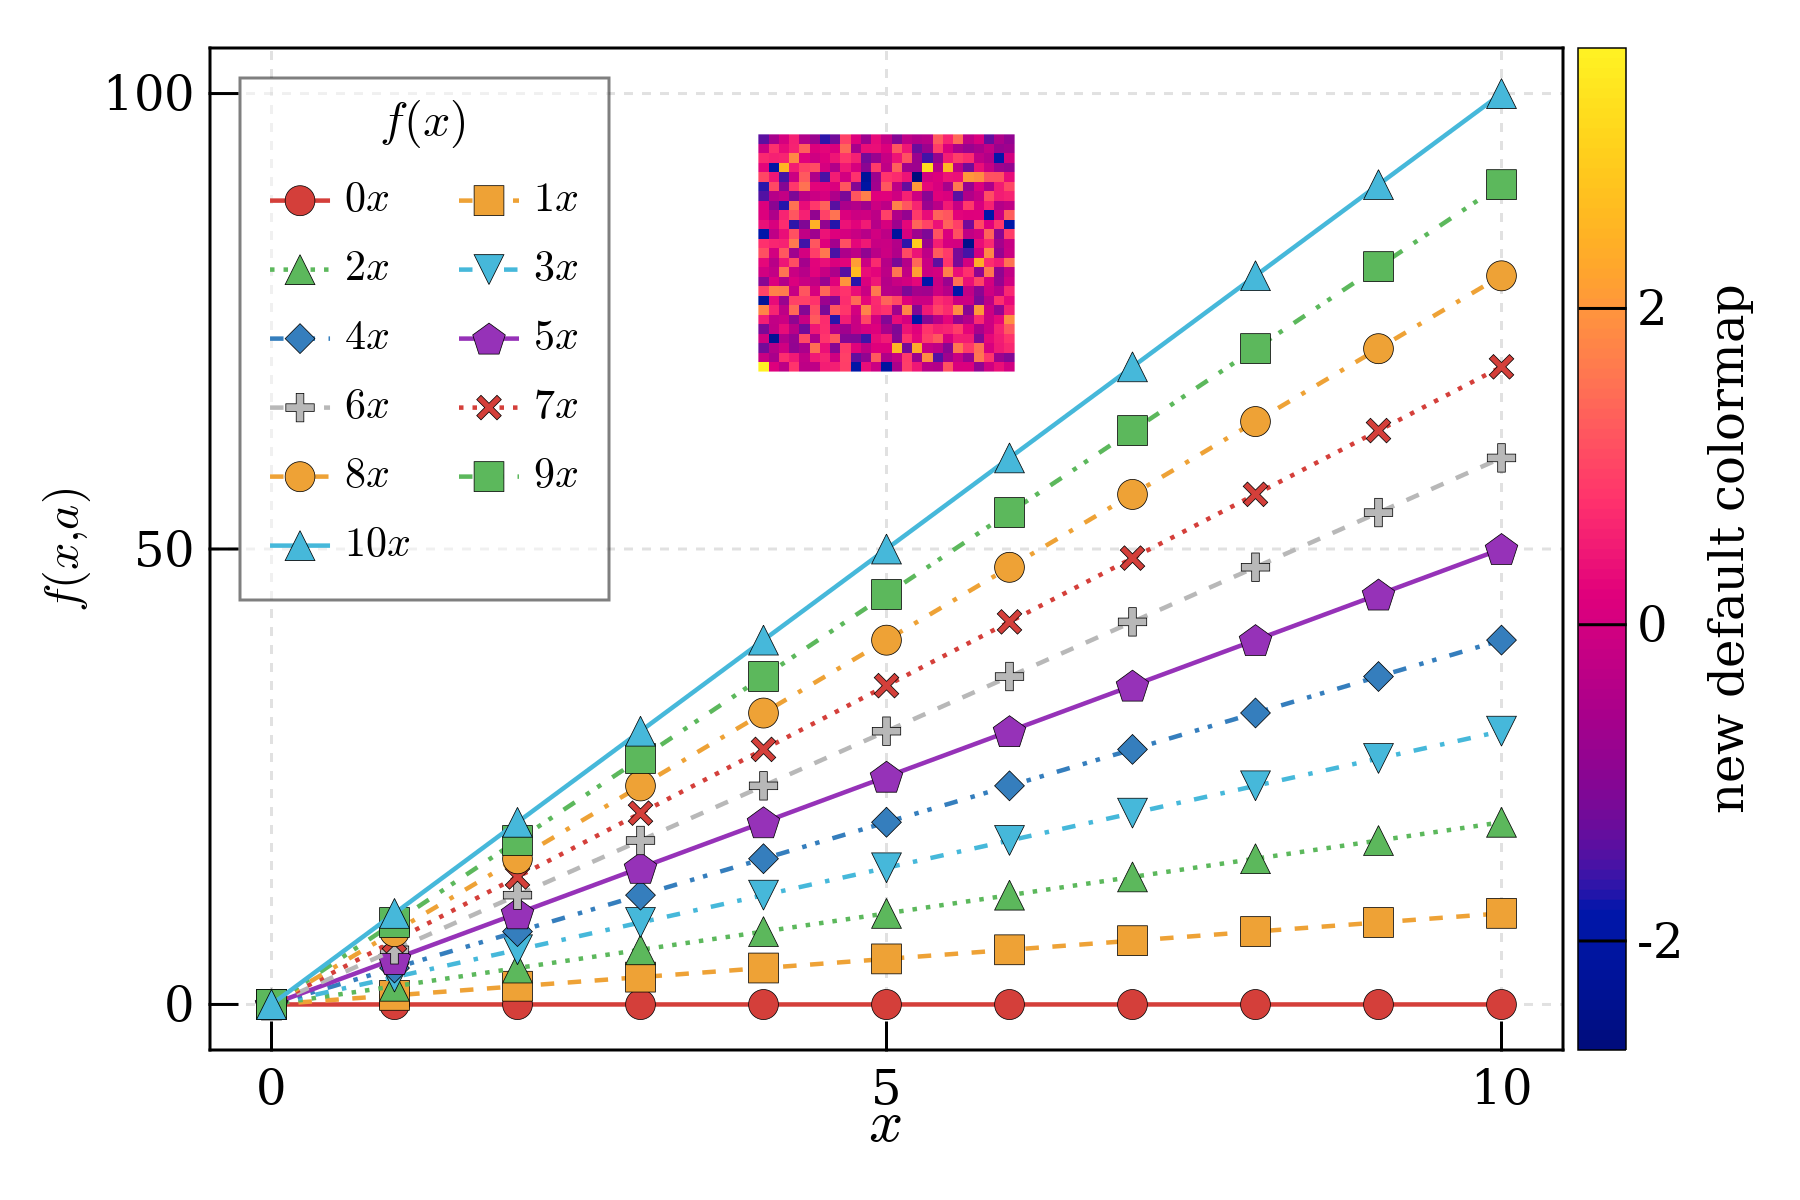 100
50
0
f(x,a)
f(x)
0x 1x
2x 3x
4x 5x
6x 7x
8x 9x
10x
0 5 10
x
2
0
-2
new default colormap